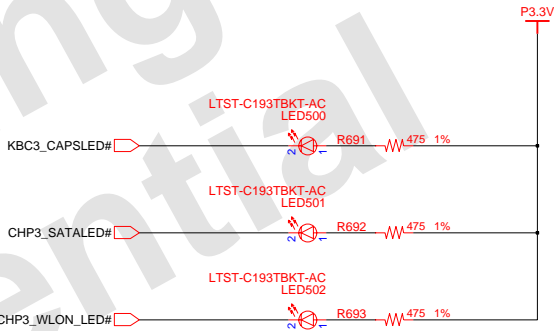 P3.3V
LTST-C193TBKT-AC
LED500
KBC3_CAPSLED#
2
1
R691
475 1%
LTST-C193TBKT-AC
LED501
CHP3_SATALED#
2
1
R692
475 1%
LTST-C193TBKT-AC
LED502
CHP3_WLON_LED#
2
1
R693
475 1%